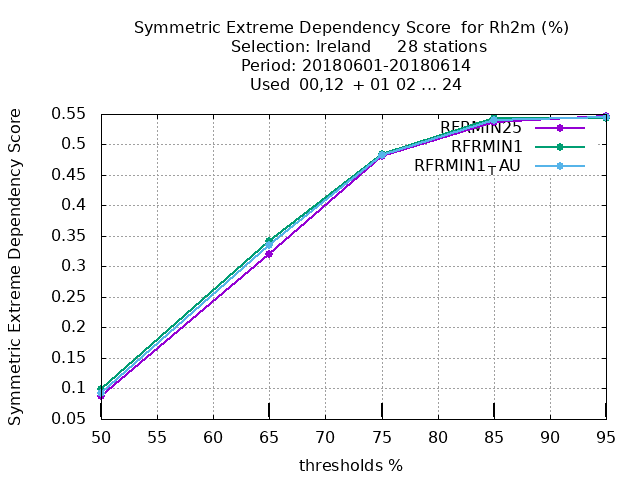 Symmetric Extreme Dependency Score for Rh2m (%)
Selection: Ireland 28 stations
Period: 20180601-20180614
Used 00,12 + 01 02 ... 24
Symmetric Extreme Dependency Score
0.55
0.5
0.45
0.4
0.35
0.3
0.25
0.2
0.15
0.1
0.05
RFRMIN25
RFRMIN1
RFRMIN1TAU
50 55 60 65 70 75 80 85 90 95
thresholds %